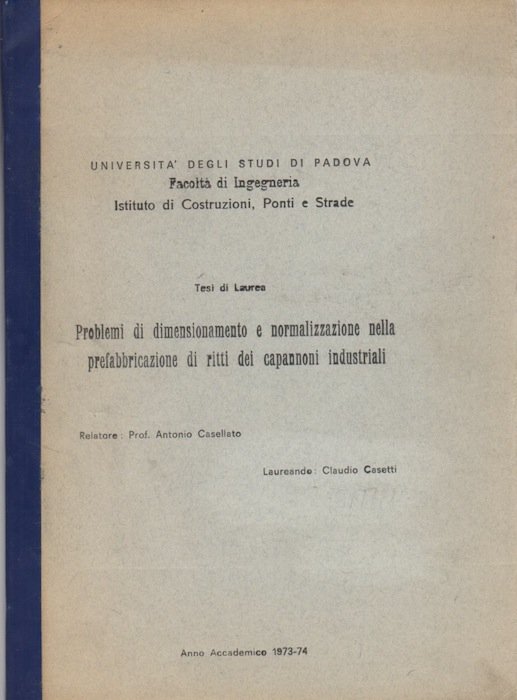 UNIVERSITA' DEGLI STUDI DI PADOVA
Facoltà di Ingegneria
Istituto di Costruzioni, Ponti e Strade
Tesi di Laurea
Problemi di dimensionamento e normalizzazione nella
prefabbricazione di ritti dei capannoni industriali
Relatore : Prof. Antonio Casellato
Laureando : Claudio Casetti
Anno Accademico 1973-74